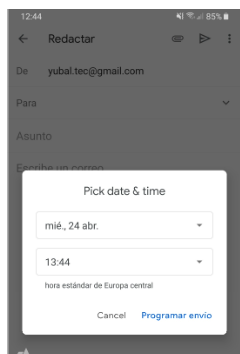 12:44 85%
Redactar
De yubal.tec@gmail.com
Para
Asunto
Escribe un correo
Pick date & time
mié., 24 abr.
13:44
hora estándar de Europa central
Cancel Programar envío